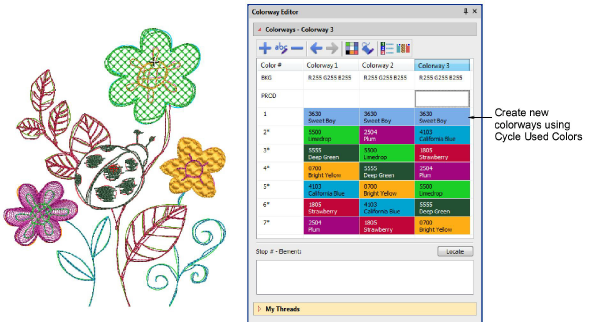 Colorway Editor
Colorways - Colorway 3
abc
Color # Colorway 1 Colorway 2 Colorway 3
BKG R255 G255 B255 R255 G255 B255 R255 G255 B255
PROD
1 3630 Sweet Boy 3630 Sweet Boy 3630 Sweet Boy
2* 5500 Limedrop 2504 Plum 4103 California Blue
3* 5555 Deep Green 5500 Limedrop 1805 Strawberry
4* 0700 Bright Yellow 5555 Deep Green 2504 Plum
5* 4103 California Blue 0700 Bright Yellow 5500 Limedrop
6* 1805 Strawberry 4103 California Blue 5555 Deep Green
7* 2504 Plum 1805 Strawberry 0700 Bright Yellow
Stop # - Element: Locate
My Threads
Create new
colorways using
Cycle Used Colors